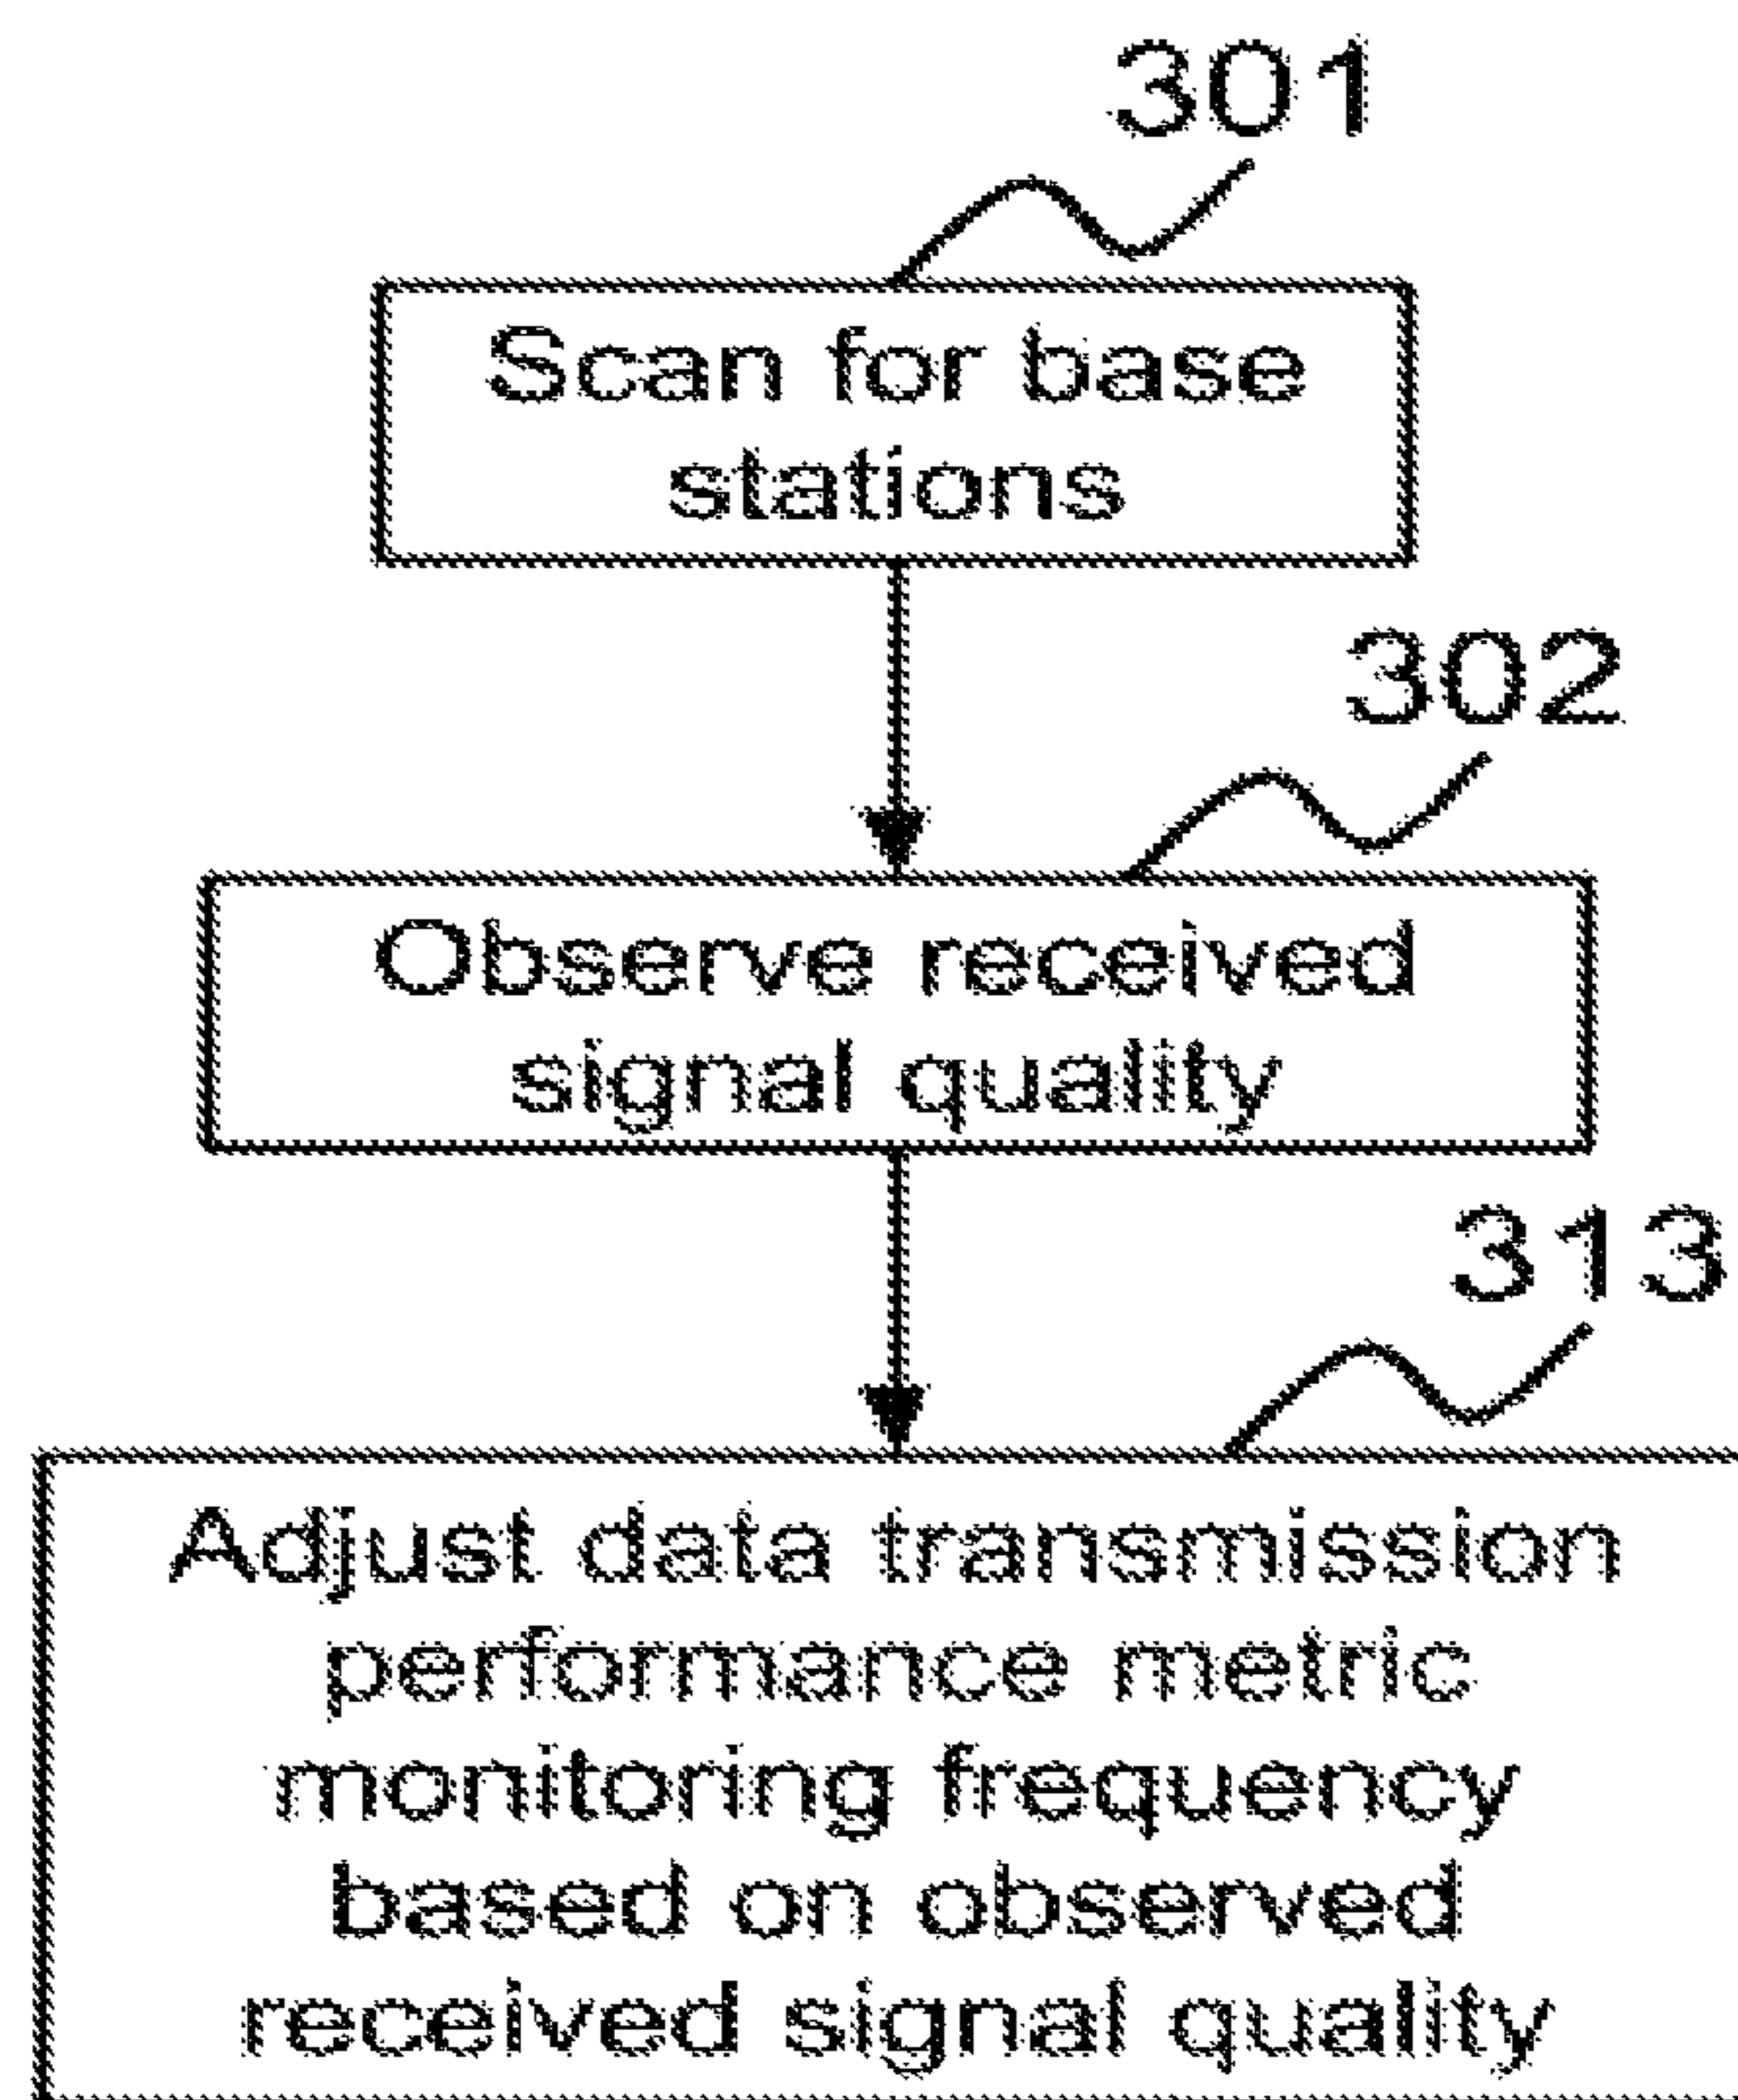 301
Scan for base
stations
302
Observe received
signal quality
313
Adjust data transmission
performance metric
monitoring frequency
based on observed
received signal quality